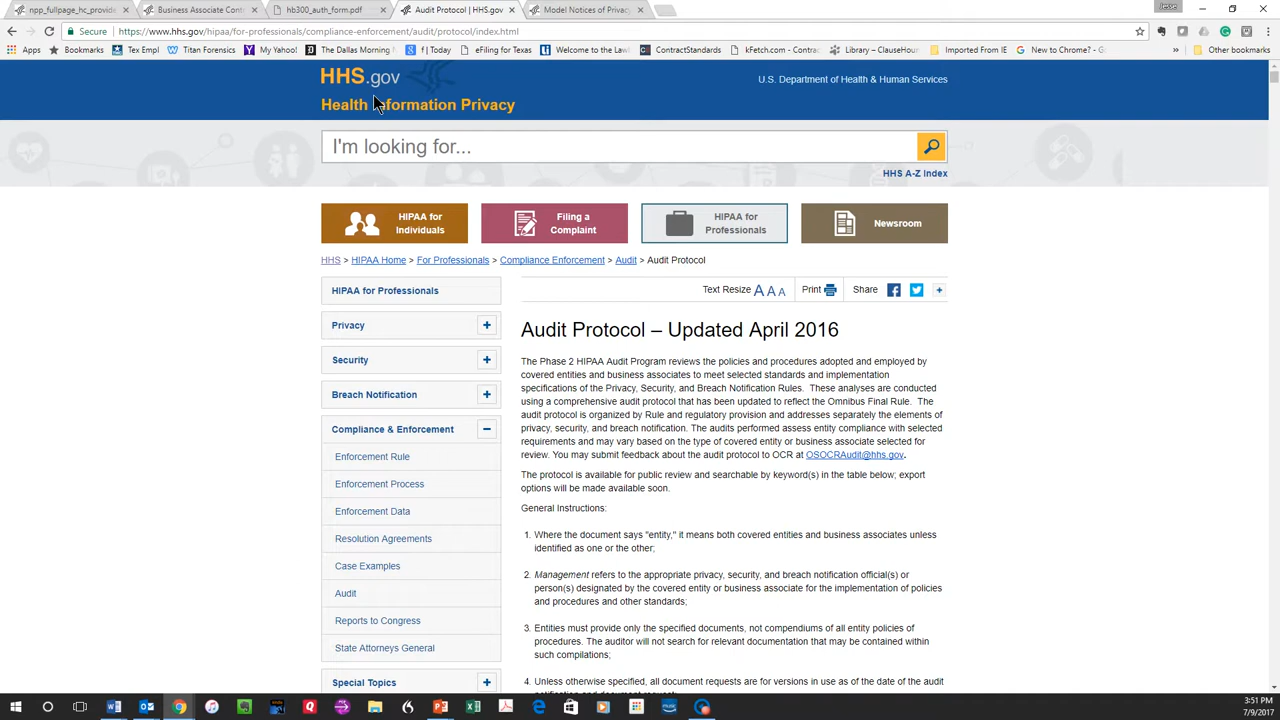 Jesse
npp_fullpage_hc_provide
Business Associate Cont
hb300_auth_form.pdf
Audit Protocol | HHS.gov
Model Notices of Privacy
https://www.hhs.gov/hipaa/for-professionals/compliance-enforcement/audit/protocol/index.html
Apps
Bookmarks
Tex Empl
Titan Forensics
My Yahoo!
The Dallas Morning
f | Today
eFiling for Texas
Welcome to the Law
ContractStandards
kFetch.com - Contrac
Library – ClauseHou
Imported From IE
New to Chrome?
Other bookmarks
HHS.gov
U.S. Department of Health & Human Services
Health Information Privacy
I'm looking for...
HHS A-Z Index
HIPAA for
Individuals
Filing a
Complaint
HIPAA for
Professionals
Newsroom
HHS > HIPAA Home > For Professionals > Compliance Enforcement > Audit > Audit Protocol
HIPAA for Professionals
Privacy
Security
Breach Notification
Compliance & Enforcement
Enforcement Rule
Enforcement Process
Enforcement Data
Resolution Agreements
Case Examples
Audit
Reports to Congress
State Attorneys General
Special Topics
Text Resize A A A
Print
Share
Audit Protocol – Updated April 2016
The Phase 2 HIPAA Audit Program reviews the policies and procedures adopted and employed by
covered entities and business associates to meet selected standards and implementation
specifications of the Privacy, Security, and Breach Notification Rules. These analyses are conducted
using a comprehensive audit protocol that has been updated to reflect the Omnibus Final Rule. The
audit protocol is organized by Rule and regulatory provision and addresses separately the elements of
privacy, security, and breach notification. The audits performed assess entity compliance with selected
requirements and may vary based on the type of covered entity or business associate selected for
review. You may submit feedback about the audit protocol to OCR at OSOCRAudit@hhs.gov.
The protocol is available for public review and searchable by keyword(s) in the table below; export
options will be made available soon.
General Instructions:
1. Where the document says "entity," it means both covered entities and business associates unless
identified as one or the other;
2. Management refers to the appropriate privacy, security, and breach notification official(s) or
person(s) designated by the covered entity or business associate for the implementation of policies
and procedures and other standards;
3. Entities must provide only the specified documents, not compendiums of all entity policies of
procedures. The auditor will not search for relevant documentation that may be contained within
such compilations;
4. Unless otherwise specified, all document requests are for versions in use as of the date of the audit
3:51 PM
7/9/2017